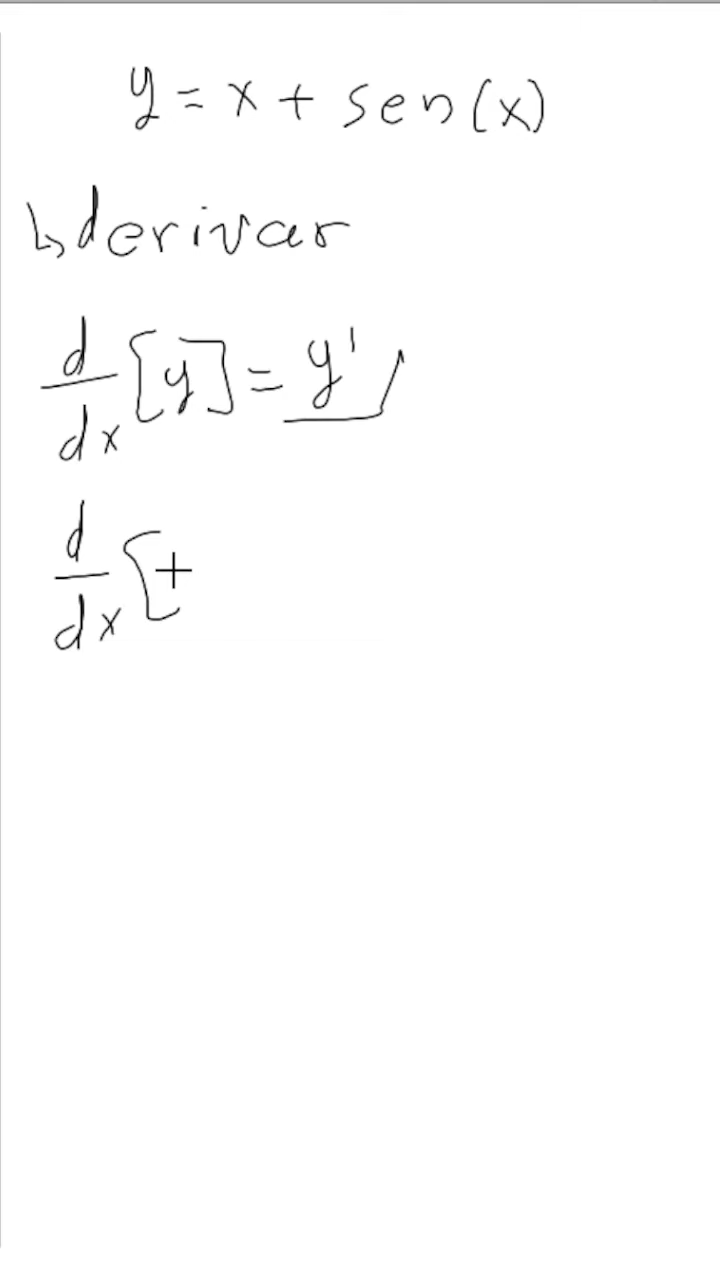 y = x + sen(x)
↳ derivar
d/dx [y] = y'
d/dx [+